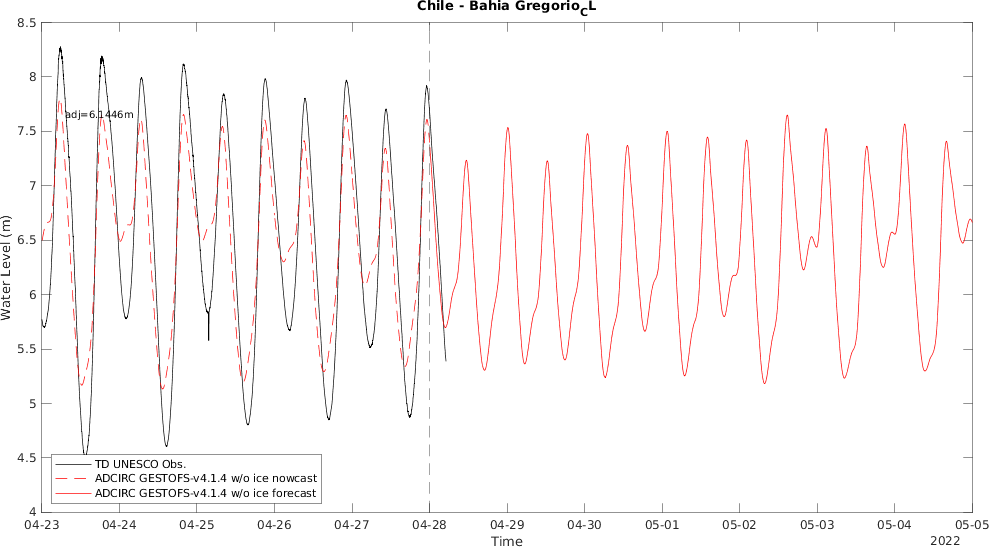 Chile - Bahia Gregorio_CL
8.5
8
7.5
7
6.5
6
5.5
5
4.5
4
Water Level (m)
adj=6.1446m
TD UNESCO Obs.
ADCIRC GESTOFS-v4.1.4 w/o ice nowcast
ADCIRC GESTOFS-v4.1.4 w/o ice forecast
04-23 04-24 04-25 04-26 04-27 04-28 04-29 04-30 05-01 05-02 05-03 05-04 05-05
Time
2022